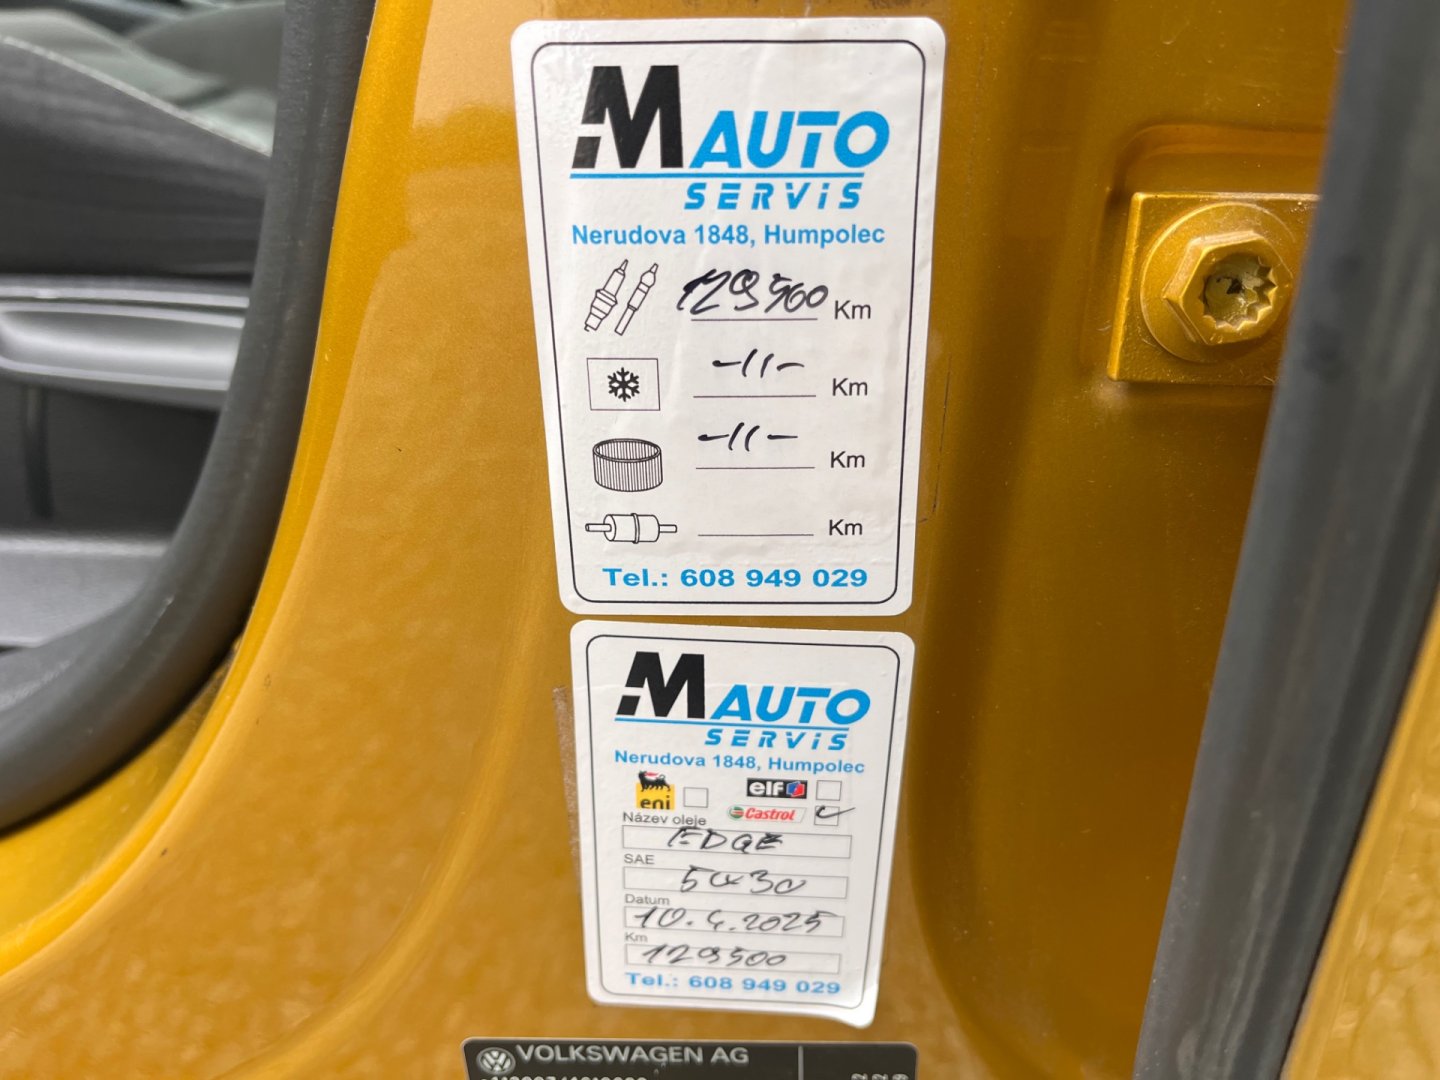 M AUTO
SERVIS
Nerudova 1848, Humpolec
129500 Km
-11- Km
-11- Km
Km
Tel.: 608 949 029
M AUTO
SERVIS
Nerudova 1848, Humpolec
eni
elf
Castrol
Název oleje
EDGE
SAE
5W30
Datum
10.4.2025
Km
129500
Tel.: 608 949 029
VOLKSWAGEN AG